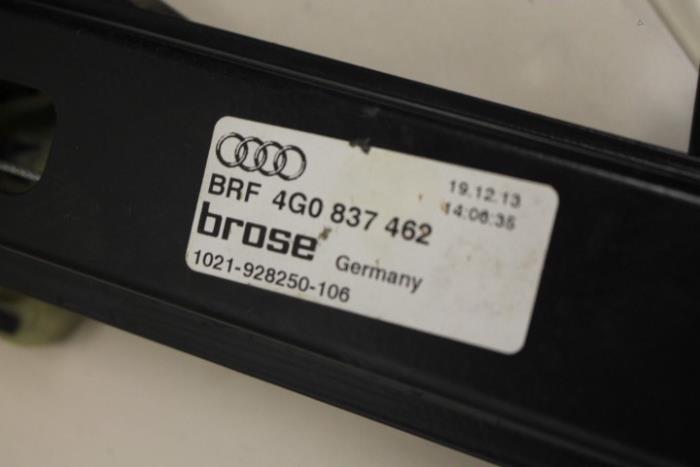 19.12.13
BRF 4G0 837 462
14:06:35
brose
Germany
1021-928250-106